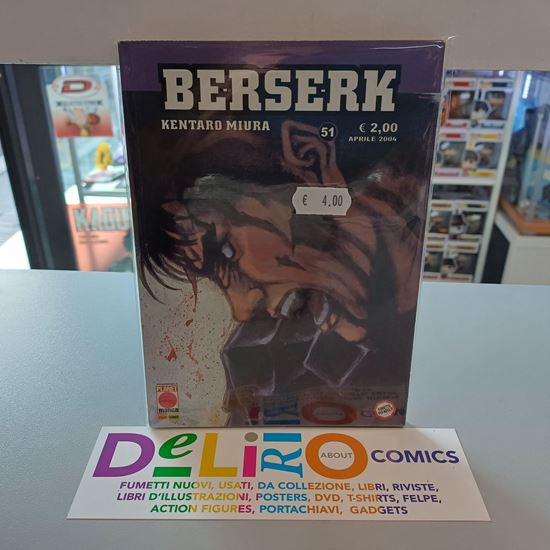 BERSERK
KENTARO MIURA
51
€ 2,00
APRILE 2004
€ 4.00
PLANET
manga
DeLiRiO
ABOUT
COMICS
FUMETTI NUOVI, USATI, DA COLLEZIONE, LIBRI, RIVISTE,
LIBRI D'ILLUSTRAZIONI, POSTERS, DVD, T-SHIRTS, FELPE,
ACTION FIGURES, PORTACHIAVI, GADGETS